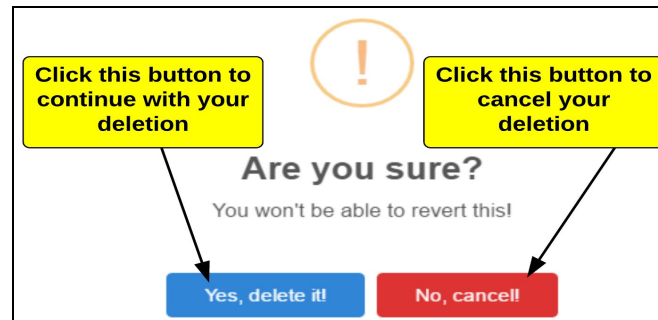 Click this button to
continue with your
deletion
Click this button to
cancel your
deletion
!
Are you sure?
You won't be able to revert this!
Yes, delete it!
No, cancel!